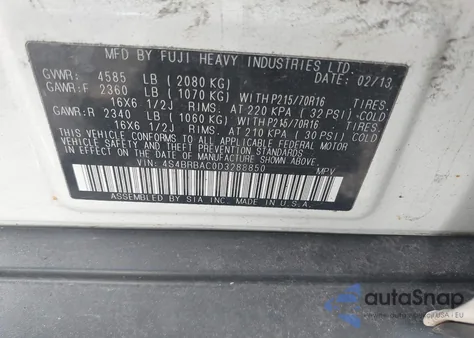 MFD BY FUJI HEAVY INDUSTRIES LTD.
DATE: 02/13
GVWR: 4585 LB (2080 KG)
GAWR:F 2360 LB (1070 KG) WITH P215/70R16 TIRES.
16X6 1/2J RIMS. AT 220 KPA (32 PSI)-COLD
GAWR:R 2340 LB (1060 KG) WITH P215/70R16 TIRES.
16X6 1/2J RIMS. AT 210 KPA (30 PSI)-COLD
THIS VEHICLE CONFORMS TO ALL APPLICABLE FEDERAL MOTOR
VEHICLE SAFETY, BUMPER, AND THEFT PREVENTION STANDARDS IN
EFFECT ON THE DATE OF MANUFACTURE SHOWN ABOVE.
VIN: 4S4BRBAC0D3288850 MPV
ASSEMBLED BY SIA INC. MADE IN U.S.A.
autoSnap